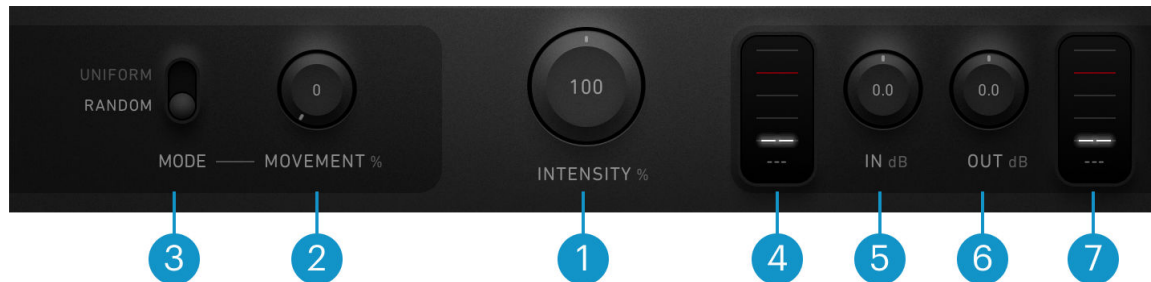 UNIFORM
RANDOM
0
100
0.0
0.0
---
---
MODE
MOVEMENT %
INTENSITY %
IN dB
OUT dB
3
2
1
4
5
6
7